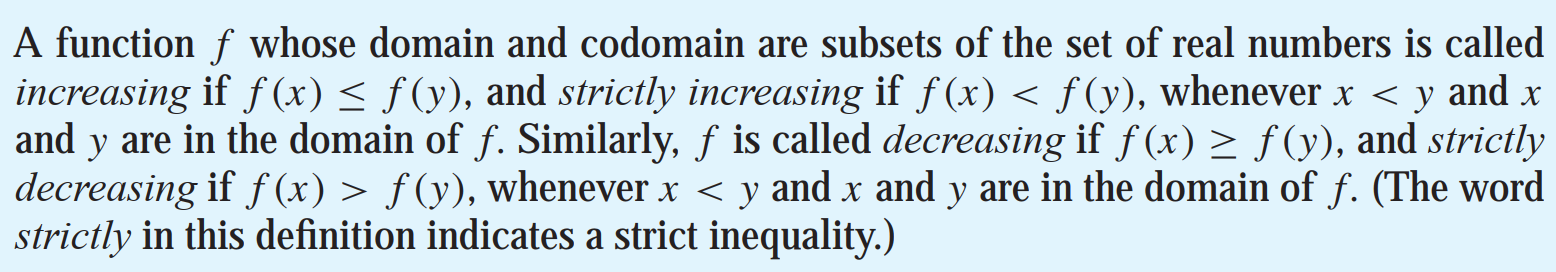 A function f whose domain and codomain are subsets of the set of real numbers is called
increasing if f(x) ≤ f(y), and strictly increasing if f(x) < f(y), whenever x < y and x
and y are in the domain of f. Similarly, f is called decreasing if f(x) ≥ f(y), and strictly
decreasing if f(x) > f(y), whenever x < y and x and y are in the domain of f. (The word
strictly in this definition indicates a strict inequality.)